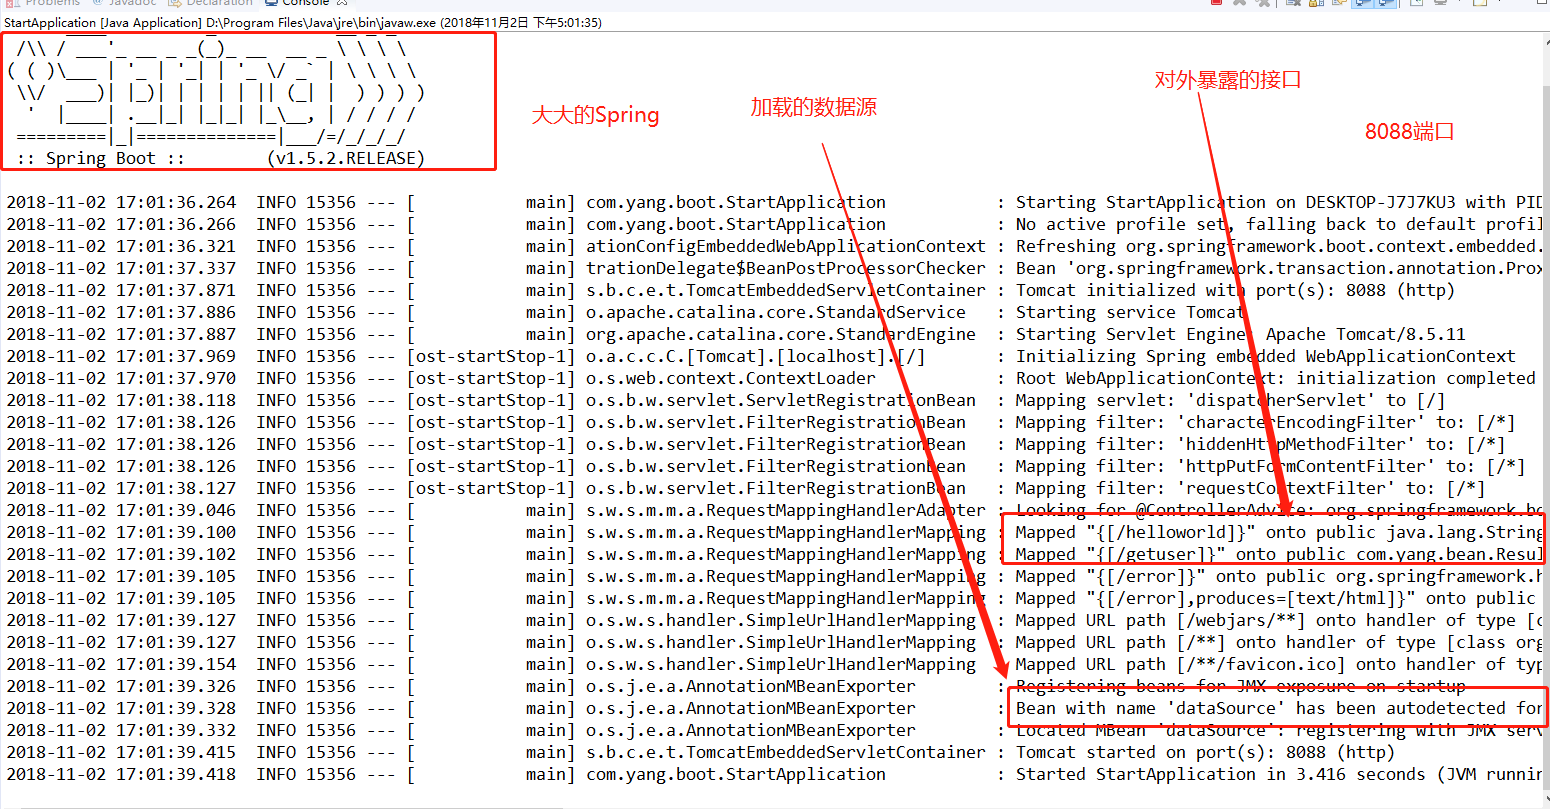 Problems Javadoc Declaration Console
StartApplication [Java Application] D:\Program Files\Java\jre\bin\javaw.exe (2018年11月2日 下午5:01:35)
大大的Spring
加载的数据源
对外暴露的接口
8088端口
:: Spring Boot :: (v1.5.2.RELEASE)
2018-11-02 17:01:36.264 INFO 15356 --- [ main] com.yang.boot.StartApplication : Starting StartApplication on DESKTOP-J7J7KU3 with PID
2018-11-02 17:01:36.266 INFO 15356 --- [ main] com.yang.boot.StartApplication : No active profile set, falling back to default profil
2018-11-02 17:01:36.321 INFO 15356 --- [ main] ationConfigEmbeddedWebApplicationContext : Refreshing org.springframework.boot.context.embedded.
2018-11-02 17:01:37.337 INFO 15356 --- [ main] trationDelegate$BeanPostProcessorChecker : Bean 'org.springframework.transaction.annotation.Prox
2018-11-02 17:01:37.871 INFO 15356 --- [ main] s.b.c.e.t.TomcatEmbeddedServletContainer : Tomcat initialized with port(s): 8088 (http)
2018-11-02 17:01:37.886 INFO 15356 --- [ main] o.apache.catalina.core.StandardService : Starting service Tomcat
2018-11-02 17:01:37.887 INFO 15356 --- [ main] org.apache.catalina.core.StandardEngine : Starting Servlet Engine: Apache Tomcat/8.5.11
2018-11-02 17:01:37.969 INFO 15356 --- [ost-startStop-1] o.a.c.c.C.[Tomcat].[localhost].[/] : Initializing Spring embedded WebApplicationContext
2018-11-02 17:01:37.970 INFO 15356 --- [ost-startStop-1] o.s.web.context.ContextLoader : Root WebApplicationContext: initialization completed
2018-11-02 17:01:38.118 INFO 15356 --- [ost-startStop-1] o.s.b.w.servlet.ServletRegistrationBean : Mapping servlet: 'dispatcherServlet' to [/]
2018-11-02 17:01:38.126 INFO 15356 --- [ost-startStop-1] o.s.b.w.servlet.FilterRegistrationBean : Mapping filter: 'characterEncodingFilter' to: [/*]
2018-11-02 17:01:38.126 INFO 15356 --- [ost-startStop-1] o.s.b.w.servlet.FilterRegistrationBean : Mapping filter: 'hiddenHttpMethodFilter' to: [/*]
2018-11-02 17:01:38.126 INFO 15356 --- [ost-startStop-1] o.s.b.w.servlet.FilterRegistrationBean : Mapping filter: 'httpPutFormContentFilter' to: [/*]
2018-11-02 17:01:38.127 INFO 15356 --- [ost-startStop-1] o.s.b.w.servlet.FilterRegistrationBean : Mapping filter: 'requestContextFilter' to: [/*]
2018-11-02 17:01:39.046 INFO 15356 --- [ main] s.w.s.m.m.a.RequestMappingHandlerAdapter : Looking for @ControllerAdvice: org.springframework.bo
2018-11-02 17:01:39.100 INFO 15356 --- [ main] s.w.s.m.m.a.RequestMappingHandlerMapping : Mapped "{[/helloworld]}" onto public java.lang.String
2018-11-02 17:01:39.102 INFO 15356 --- [ main] s.w.s.m.m.a.RequestMappingHandlerMapping : Mapped "{[/getuser]}" onto public com.yang.bean.Resul
2018-11-02 17:01:39.105 INFO 15356 --- [ main] s.w.s.m.m.a.RequestMappingHandlerMapping : Mapped "{[/error]}" onto public org.springframework.h
2018-11-02 17:01:39.105 INFO 15356 --- [ main] s.w.s.m.m.a.RequestMappingHandlerMapping : Mapped "{[/error],produces=[text/html]}" onto public
2018-11-02 17:01:39.127 INFO 15356 --- [ main] o.s.w.s.handler.SimpleUrlHandlerMapping : Mapped URL path [/webjars/**] onto handler of type [c
2018-11-02 17:01:39.127 INFO 15356 --- [ main] o.s.w.s.handler.SimpleUrlHandlerMapping : Mapped URL path [/**] onto handler of type [class org
2018-11-02 17:01:39.154 INFO 15356 --- [ main] o.s.w.s.handler.SimpleUrlHandlerMapping : Mapped URL path [/**/favicon.ico] onto handler of typ
2018-11-02 17:01:39.326 INFO 15356 --- [ main] o.s.j.e.a.AnnotationMBeanExporter : Registering beans for JMX exposure on startup
2018-11-02 17:01:39.328 INFO 15356 --- [ main] o.s.j.e.a.AnnotationMBeanExporter : Bean with name 'dataSource' has been autodetected for
2018-11-02 17:01:39.332 INFO 15356 --- [ main] o.s.j.e.a.AnnotationMBeanExporter : Located MBean 'dataSource': registering with JMX serv
2018-11-02 17:01:39.415 INFO 15356 --- [ main] s.b.c.e.t.TomcatEmbeddedServletContainer : Tomcat started on port(s): 8088 (http)
2018-11-02 17:01:39.418 INFO 15356 --- [ main] com.yang.boot.StartApplication : Started StartApplication in 3.416 seconds (JVM runnin